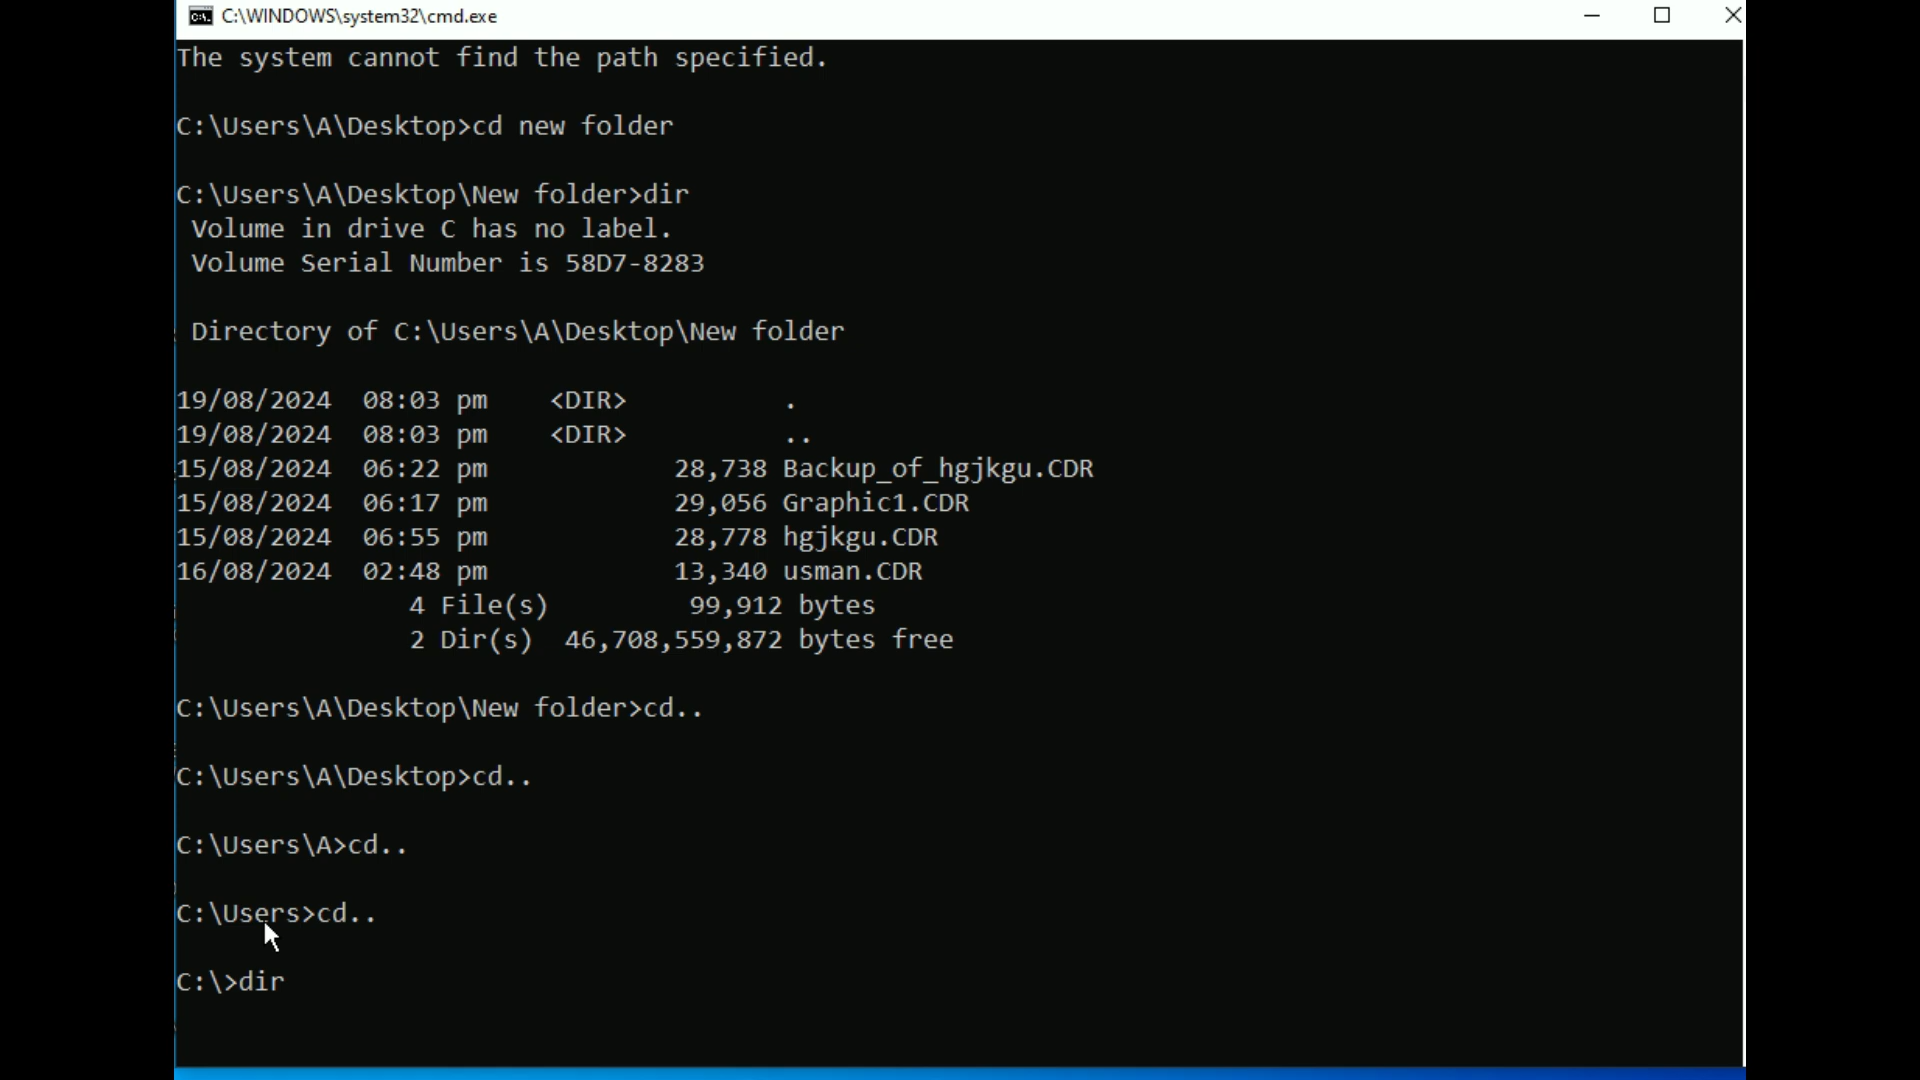 C:\WINDOWS\system32\cmd.exe
The system cannot find the path specified.
C:\Users\A\Desktop>cd new folder
C:\Users\A\Desktop\New folder>dir
Volume in drive C has no label.
Volume Serial Number is 58D7-8283
Directory of C:\Users\A\Desktop\New folder
19/08/2024  08:03 pm    <DIR>          .
19/08/2024  08:03 pm    <DIR>          ..
15/08/2024  06:22 pm            28,738 Backup_of_hgjkgu.CDR
15/08/2024  06:17 pm            29,056 Graphic1.CDR
15/08/2024  06:55 pm            28,778 hgjkgu.CDR
16/08/2024  02:48 pm            13,340 usman.CDR
4 File(s)         99,912 bytes
2 Dir(s)  46,708,559,872 bytes free
C:\Users\A\Desktop\New folder>cd..
C:\Users\A\Desktop>cd..
C:\Users\A>cd..
C:\Users>cd..
C:\>dir